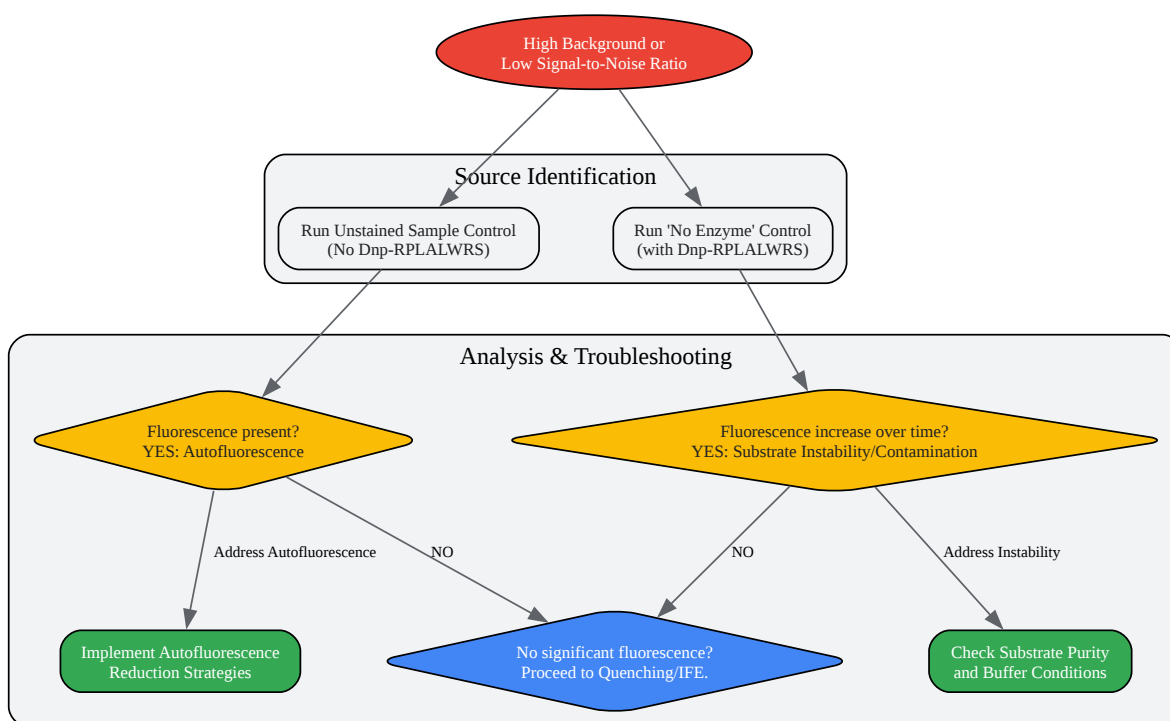 High Background or
Low Signal-to-Noise Ratio
Source Identification
Run Unstained Sample Control
(No Dnp-RPLALWRS)
Run 'No Enzyme' Control
(with Dnp-RPLALWRS)
Analysis & Troubleshooting
Fluorescence present?
YES: Autofluorescence
Fluorescence increase over time?
YES: Substrate Instability/Contamination
Address Autofluorescence
NO
NO
Address Instability
Implement Autofluorescence
Reduction Strategies
No significant fluorescence?
Proceed to Quenching/IFE.
Check Substrate Purity
and Buffer Conditions